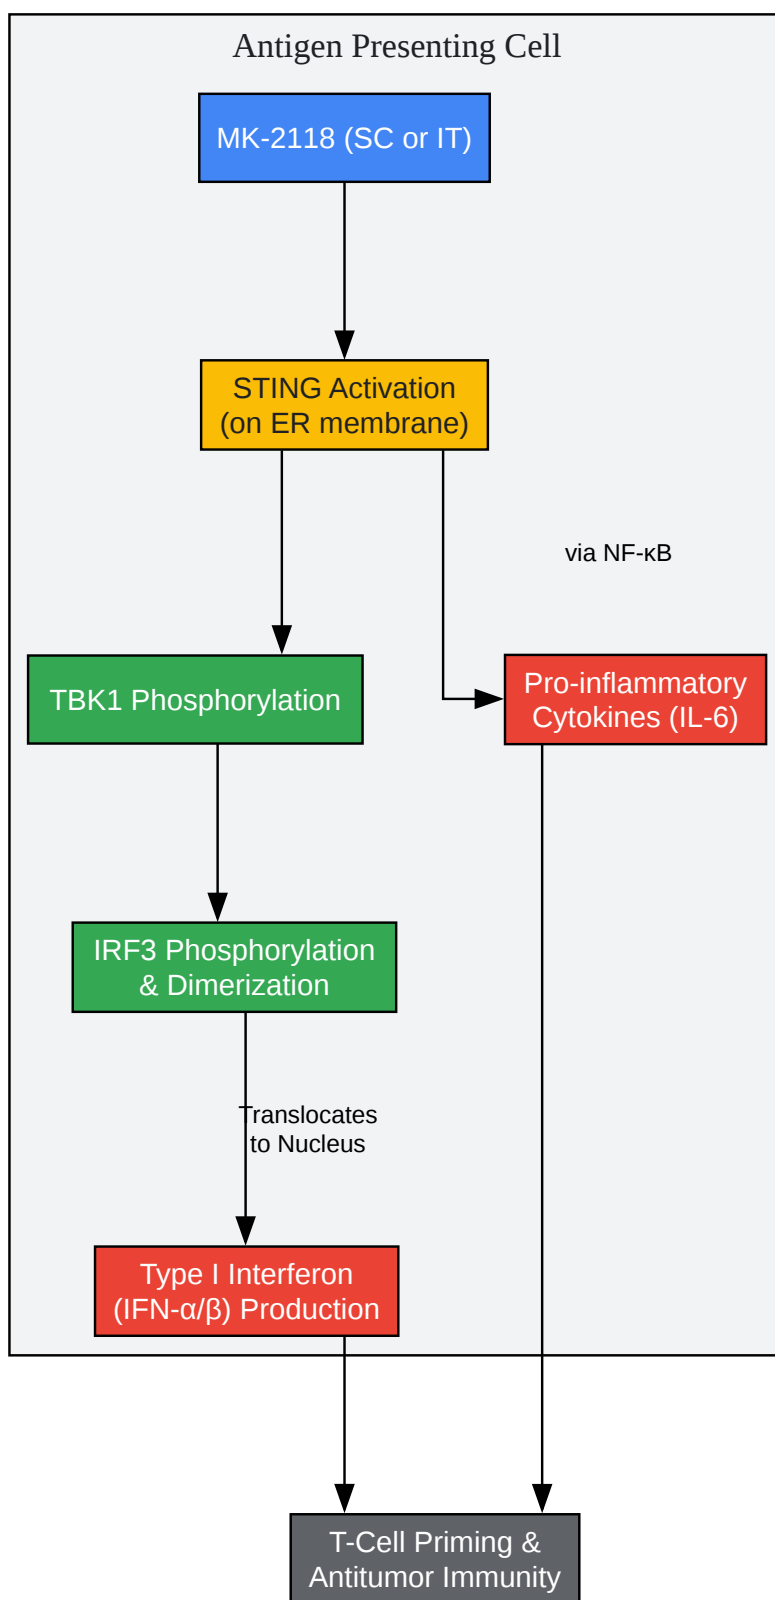 Antigen Presenting Cell
MK-2118 (SC or IT)
STING Activation
(on ER membrane)
via NF-κB
TBK1 Phosphorylation
Pro-inflammatory
Cytokines (IL-6)
IRF3 Phosphorylation
& Dimerization
Translocates
to Nucleus
Type I Interferon
(IFN-α/β) Production
T-Cell Priming &
Antitumor Immunity